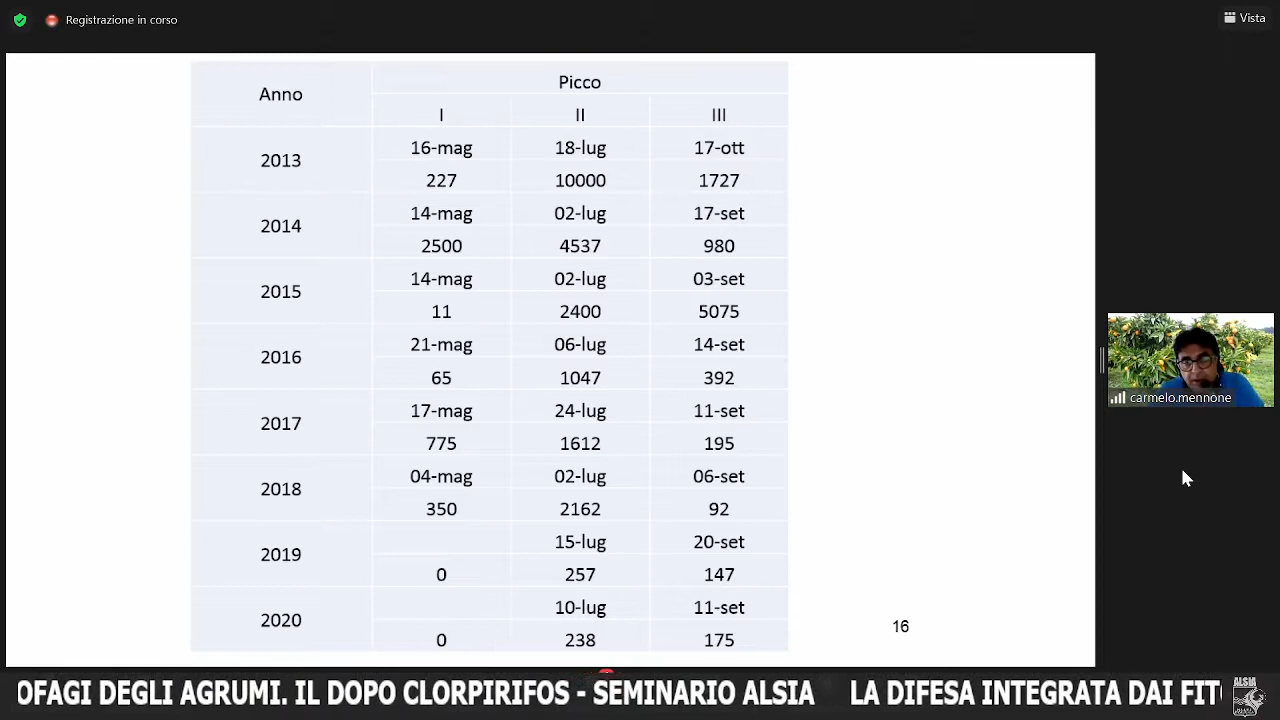 Registrazione in corso
Vista
Anno
Picco
I II III
2013
16-mag 18-lug 17-ott
227 10000 1727
2014
14-mag 02-lug 17-set
2500 4537 980
2015
14-mag 02-lug 03-set
11 2400 5075
2016
21-mag 06-lug 14-set
65 1047 392
2017
17-mag 24-lug 11-set
775 1612 195
2018
04-mag 02-lug 06-set
350 2162 92
2019
15-lug 20-set
0 257 147
2020
10-lug 11-set
0 238 175
16
carmelo.mennone
OFAGI DEGLI AGRUMI. IL DOPO CLORPIRIFOS - SEMINARIO ALSIA LA DIFESA INTEGRATA DAI FIT